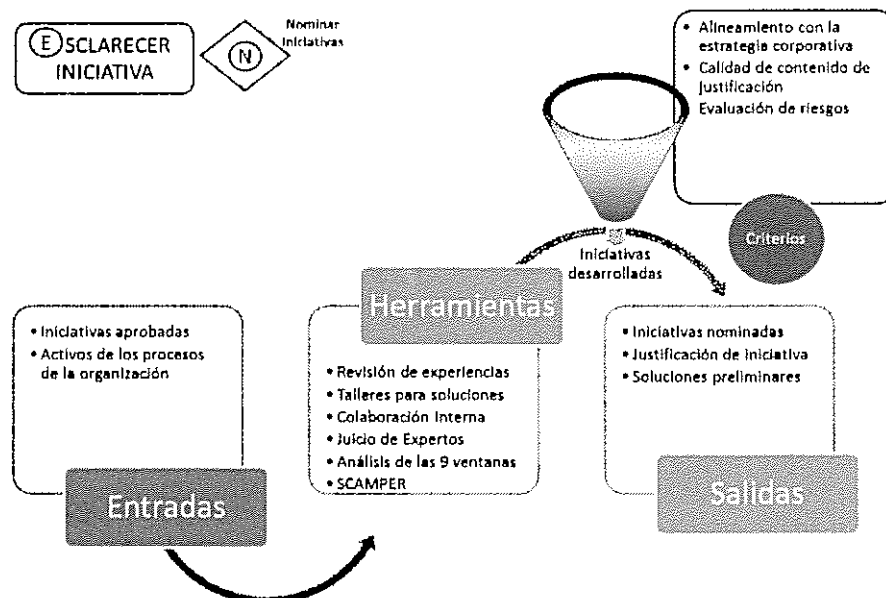 ESCLARECER
INICIATIVA
N
Nominar
Iniciativas
• Alineamiento con la
estrategia corporativa
• Calidad de contenido de
Justificación
Evaluación de riesgos
Criterios
Iniciativas
desarrolladas
Herramientas
• Iniciativas aprobadas
• Activos de los procesos
de la organización
Entradas
• Revisión de experiencias
• Talleres para soluciones
• Colaboración Interna
• Juicio de Expertos
• Análisis de las 9 ventanas
• SCAMPER
• Iniciativas nominadas
• Justificación de Iniciativa
• Soluciones preliminares
Salidas